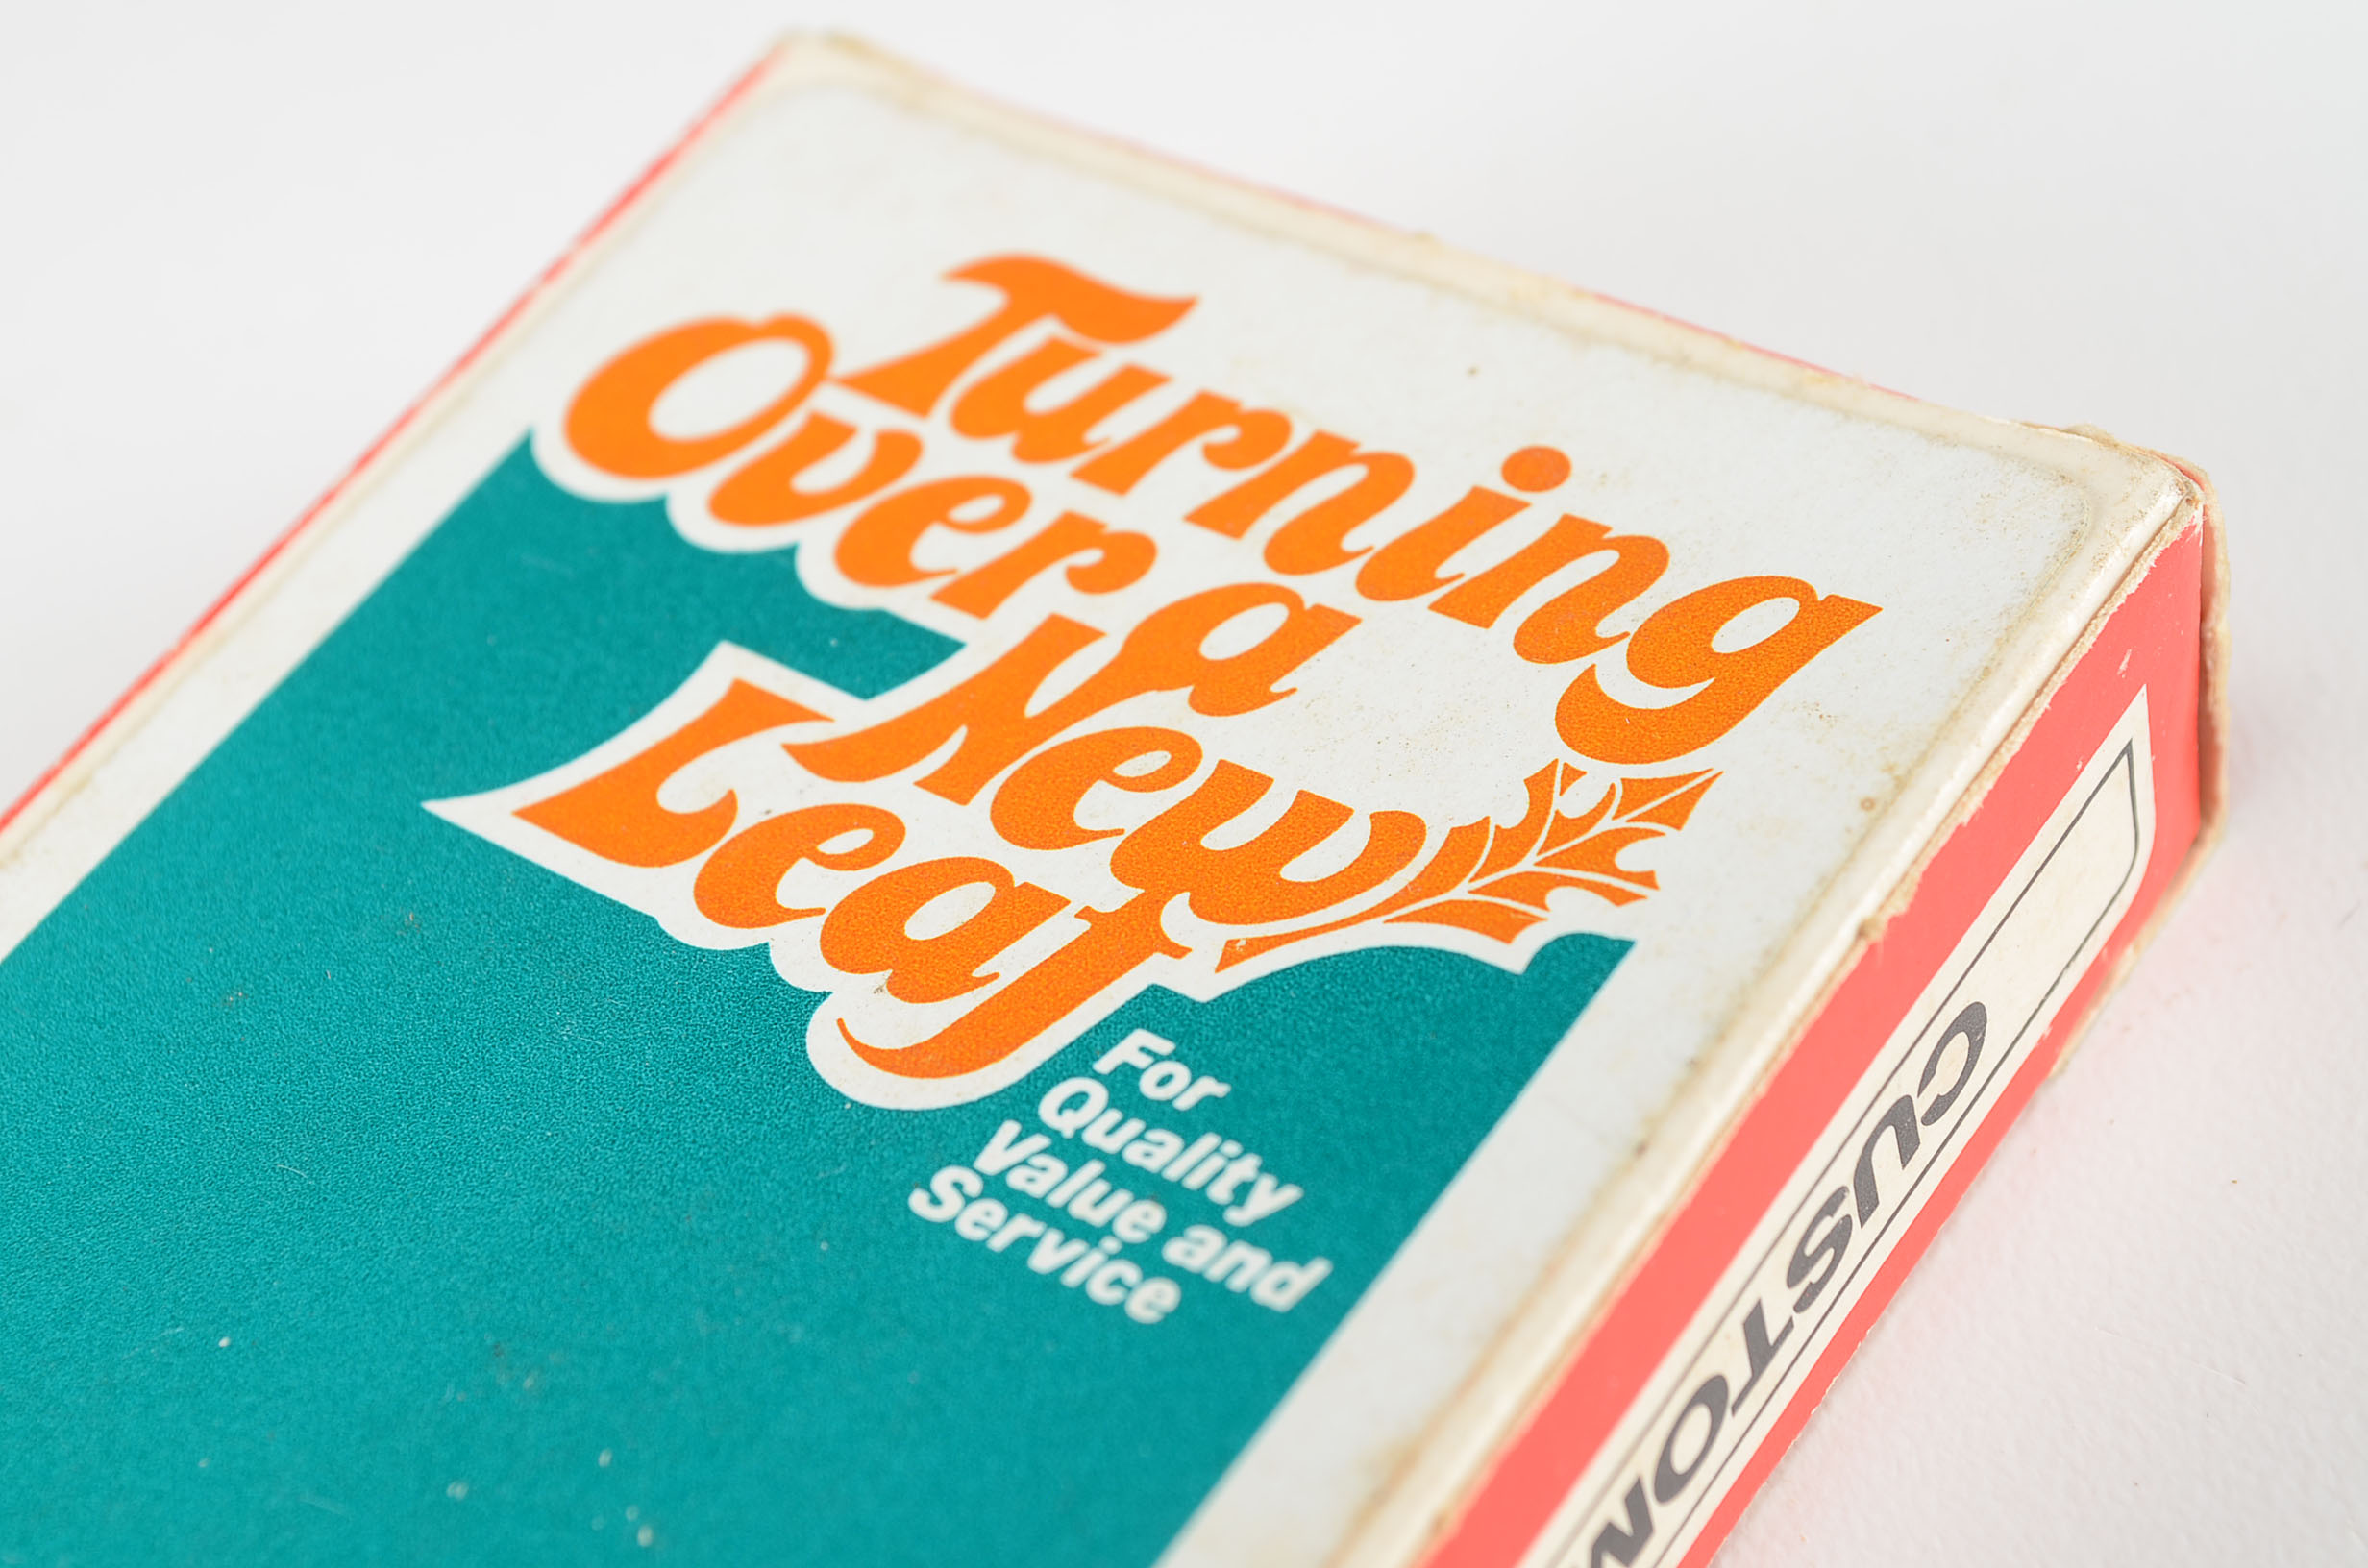 Turning
Over a
New
Leaf
For
Quality
Value and
Service
CUSTOM